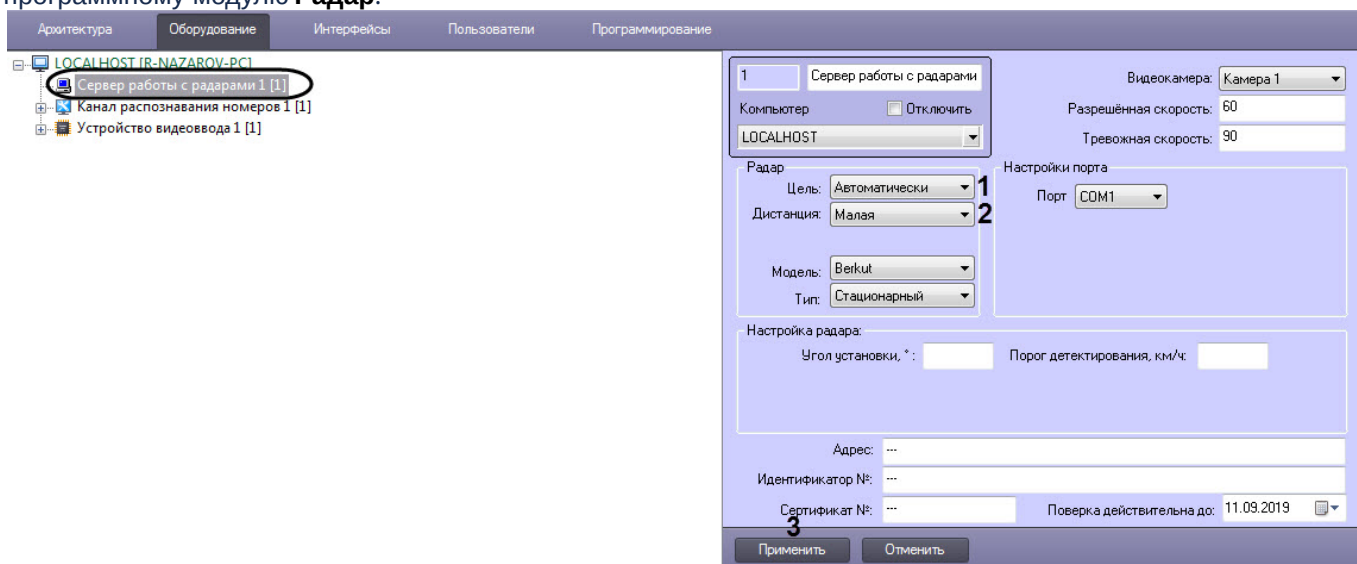 программному модулю Радар.
Архитектура Оборудование Интерфейсы Пользователи Программирование
LOCALHOST [R-NAZAROV-PC]
Сервер работы с радарами 1 [1]
Канал распознавания номеров 1 [1]
Устройство видеоввода 1 [1]
1 Сервер работы с радарами
Компьютер Отключить
LOCALHOST
Видеокамера: Камера 1
Разрешённая скорость: 60
Тревожная скорость: 90
Радар
Цель: Автоматически 1
Дистанция: Малая 2
Модель: Berkut
Тип: Стационарный
Настройки порта
Порт COM1
Настройка радара:
Угол установки, ° : Порог детектирования, км/ч:
Адрес: ---
Идентификатор №: ---
Сертификат №: --- Поверка действительна до: 11.09.2019
3
Применить Отменить